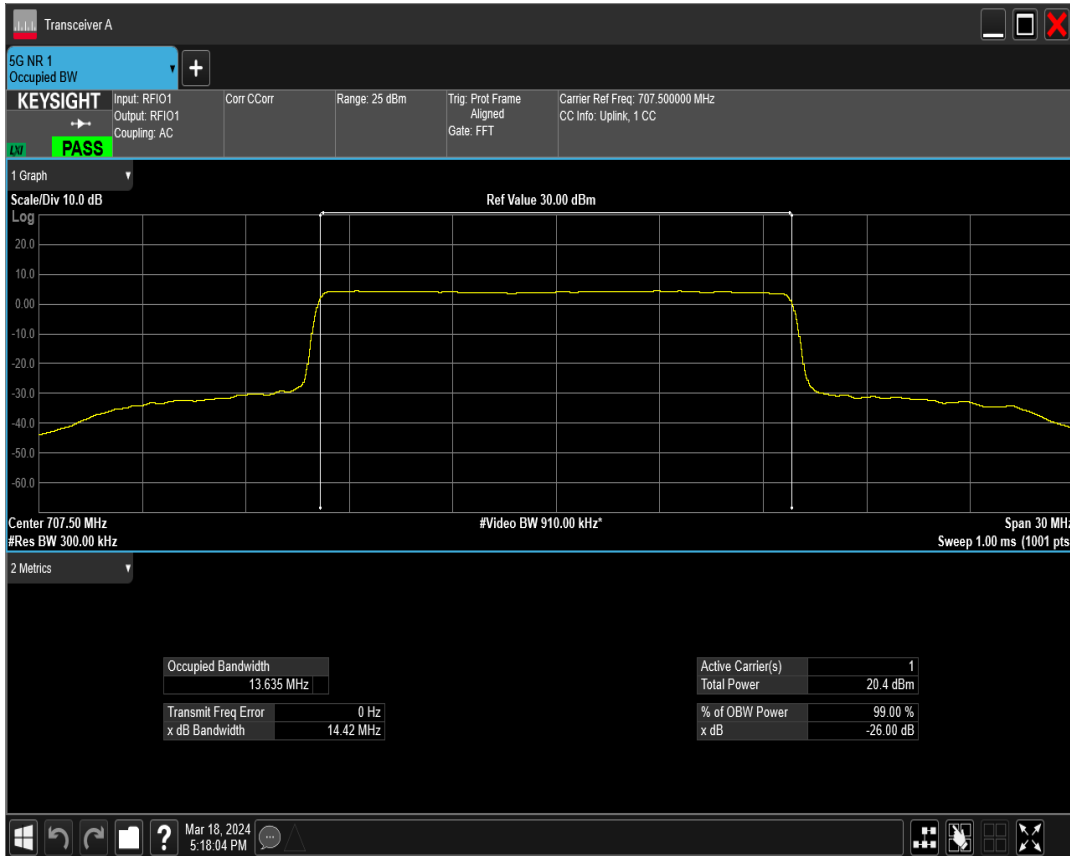 Transceiver A
5G NR 1
Occupied BW
KEYSIGHT
LXI
PASS
Input: RFIO1
Output: RFIO1
Coupling: AC
Corr CCorr
Range: 25 dBm
Trig: Prot Frame
Aligned
Gate: FFT
Carrier Ref Freq: 707.500000 MHz
CC Info: Uplink, 1 CC
1 Graph
Scale/Div 10.0 dB
Ref Value 30.00 dBm
Log
20.0
10.0
0.00
-10.0
-20.0
-30.0
-40.0
-50.0
-60.0
Center 707.50 MHz
#Video BW 910.00 kHz*
Span 30 MHz
#Res BW 300.00 kHz
Sweep 1.00 ms (1001 pts
2 Metrics
Occupied Bandwidth
13.635 MHz
Transmit Freq Error 0 Hz
x dB Bandwidth 14.42 MHz
Active Carrier(s) 1
Total Power 20.4 dBm
% of OBW Power 99.00 %
x dB -26.00 dB
?
Mar 18, 2024
5:18:04 PM